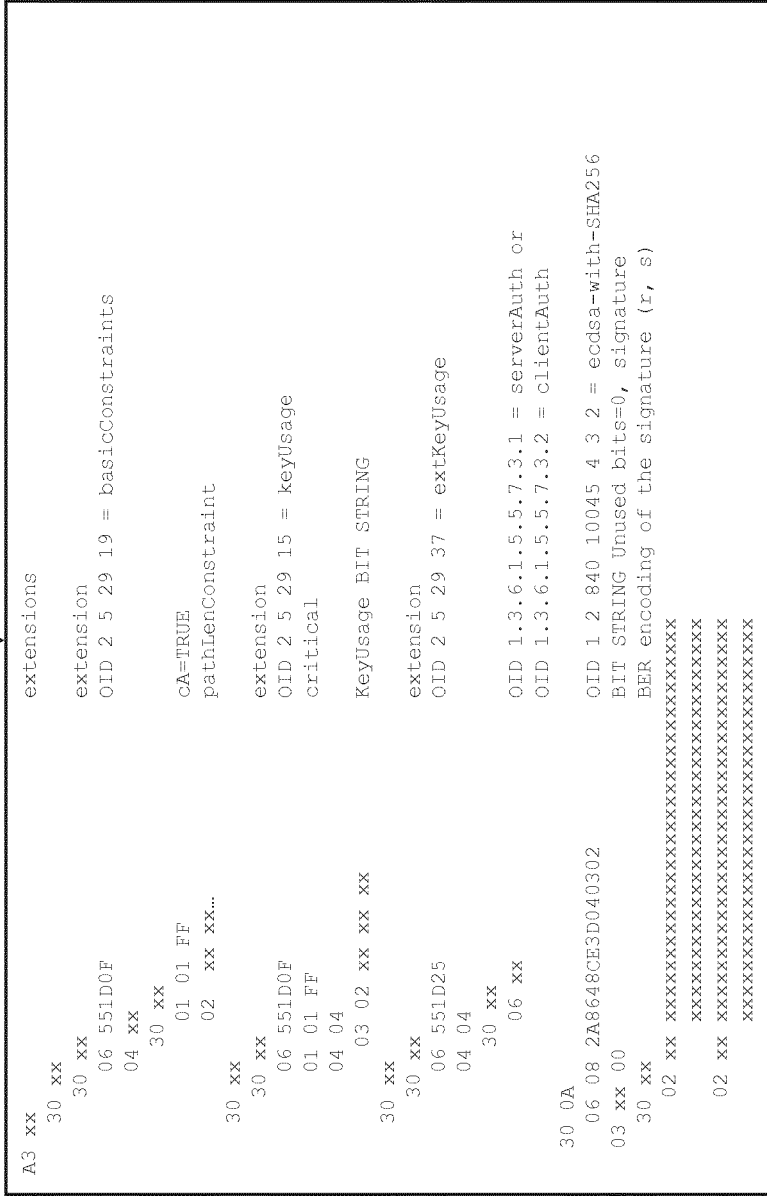 A3 xx extensions
30 xx
30 xx extension
06 551D0F OID 2 5 29 19 = basicConstraints
04 xx
30 xx
01 01 FF cA=TRUE
02 xx xx… pathLenConstraint
30 xx
30 xx extension
06 551D0F OID 2 5 29 15 = keyUsage
01 01 FF critical
04 04
03 02 xx xx xx KeyUsage BIT STRING
30 xx
30 xx extension
06 551D25 OID 2 5 29 37 = extKeyUsage
04 04
30 xx
06 xx OID 1.3.6.1.5.5.7.3.1 = serverAuth or
OID 1.3.6.1.5.5.7.3.2 = clientAuth
30 0A
06 08 2A8648CE3D040302 OID 1 2 840 10045 4 3 2 = ecdsa-with-SHA256
03 xx 00 BIT STRING Unused bits=0, signature
30 xx BER encoding of the signature (r, s)
02 xx xxxxxxxxxxxxxxxxxxxxxxxxxxxxxxxx
xxxxxxxxxxxxxxxxxxxxxxxxxxxxxxxx
02 xx xxxxxxxxxxxxxxxxxxxxxxxxxxxxxxxx
xxxxxxxxxxxxxxxxxxxxxxxxxxxxxxxx